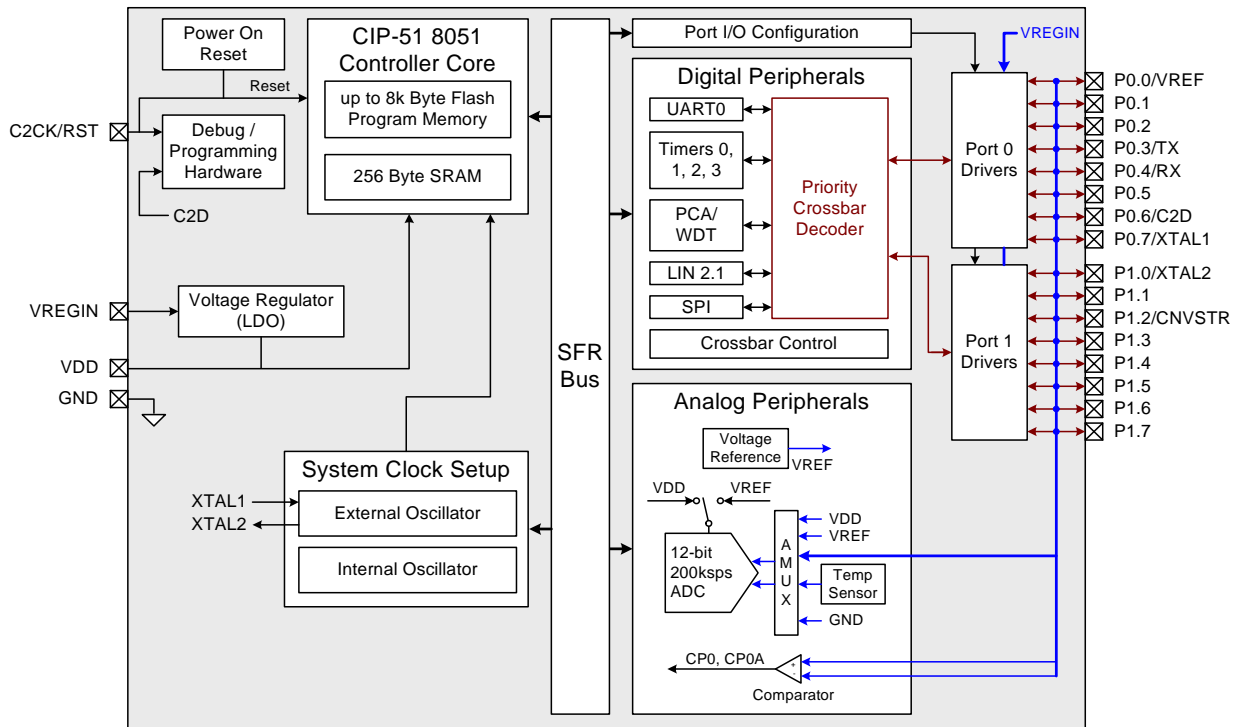 Power On
Reset
Reset
C2CK/RST
Debug /
Programming
Hardware
C2D
VREGIN
Voltage Regulator
(LDO)
VDD
GND
CIP-51 8051
Controller Core
up to 8k Byte Flash
Program Memory
256 Byte SRAM
System Clock Setup
XTAL1
XTAL2
External Oscillator
Internal Oscillator
SFR
Bus
Port I/O Configuration
Digital Peripherals
UART0
Timers 0,
1, 2, 3
PCA/
WDT
LIN 2.1
SPI
Priority
Crossbar
Decoder
Crossbar Control
Analog Peripherals
Voltage
Reference
VREF
VDD
VREF
12-bit
200ksps
ADC
A
M
U
X
VDD
VREF
Temp
Sensor
GND
CP0, CP0A
+
-
Comparator
VREGIN
Port 0
Drivers
Port 1
Drivers
P0.0/VREF
P0.1
P0.2
P0.3/TX
P0.4/RX
P0.5
P0.6/C2D
P0.7/XTAL1
P1.0/XTAL2
P1.1
P1.2/CNVSTR
P1.3
P1.4
P1.5
P1.6
P1.7